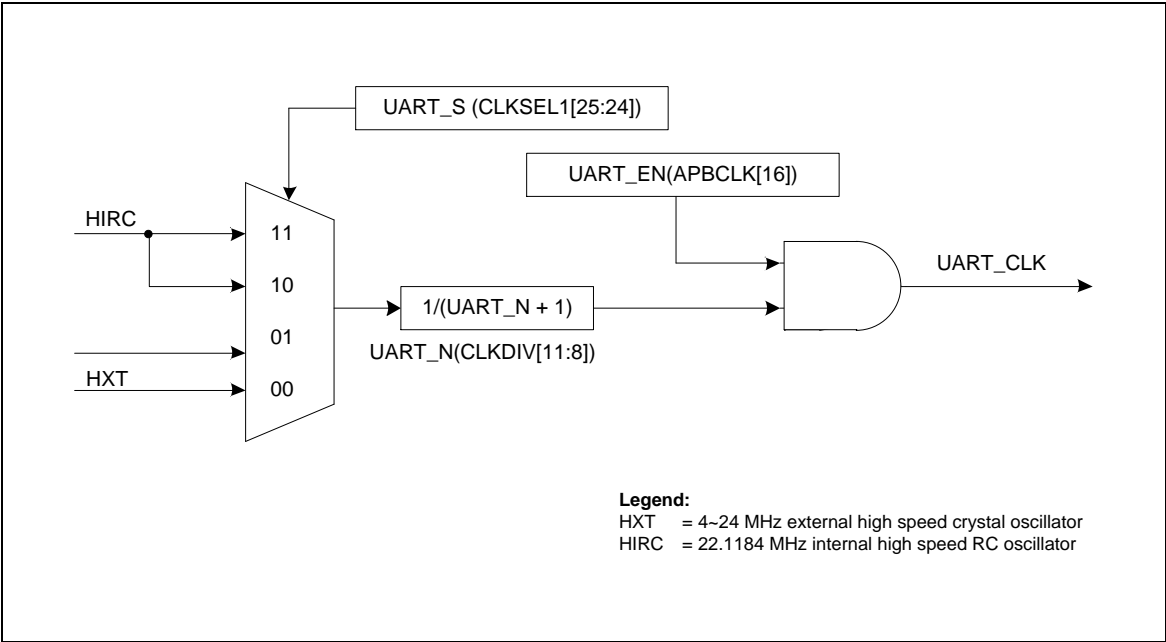 UART_S (CLKSEL1[25:24])
UART_EN(APBCLK[16])
HIRC
11
UART_CLK
10
1/(UART_N + 1)
01
UART_N(CLKDIV[11:8])
HXT
00
Legend:
HXT = 4~24 MHz external high speed crystal oscillator
HIRC = 22.1184 MHz internal high speed RC oscillator